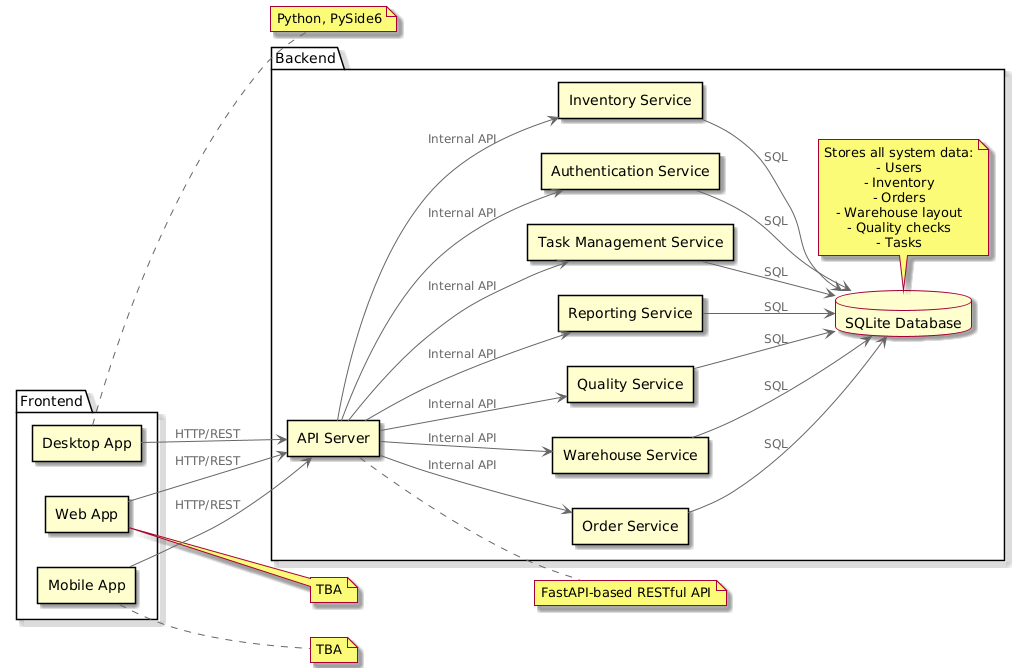 Python, PySide6
Backend
Inventory Service
Internal API
SQL
Stores all system data:
- Users
- Inventory
- Orders
- Warehouse layout
- Quality checks
- Tasks
Authentication Service
Internal API
SQL
Task Management Service
Internal API
SQL
Reporting Service
Internal API
SQL
SQLite Database
Quality Service
Internal API
SQL
Frontend
Desktop App
HTTP/REST
API Server
Internal API
Warehouse Service
SQL
Web App
HTTP/REST
Internal API
Order Service
SQL
Mobile App
HTTP/REST
TBA
FastAPI-based RESTful API
TBA